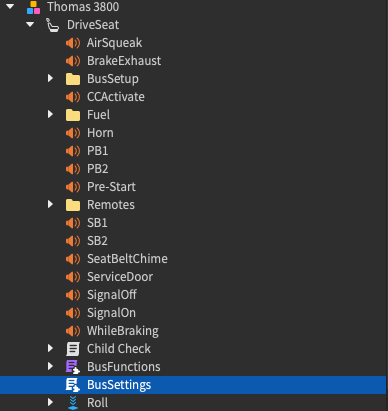 Thomas 3800
DriveSeat
AirSqueak
BrakeExhaust
BusSetup
CCActivate
Fuel
Horn
PB1
PB2
Pre-Start
Remotes
SB1
SB2
SeatBeltChime
ServiceDoor
SignalOff
SignalOn
WhileBraking
Child Check
BusFunctions
BusSettings
Roll